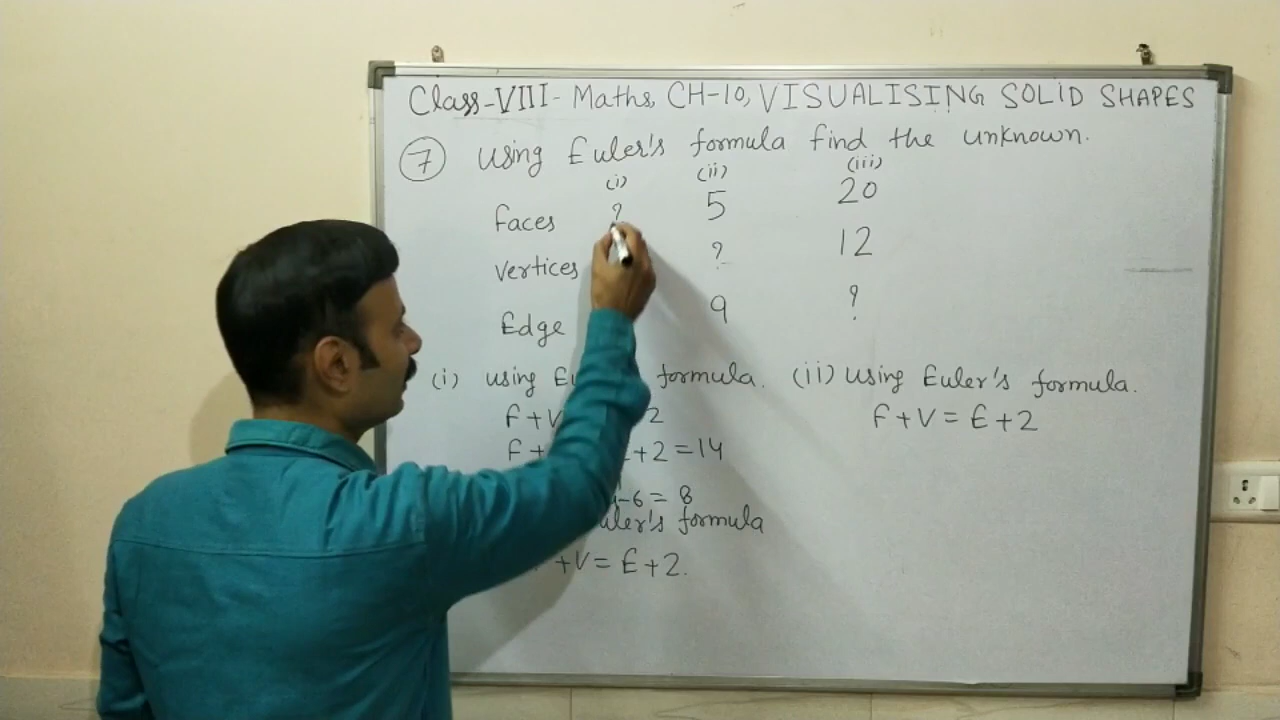 Class-VIII- Maths, CH-10, VISUALISING SOLID SHAPES
7 Using Euler's formula find the unknown.
(i) (ii) (iii)
faces ? 5 20
vertices ? 12
Edge 9 ?
(i) using formula. (ii) using Euler's formula.
F+V 2 F+V = E+2
F+ +2=14
-6 = 8
formula
+V = E+2.